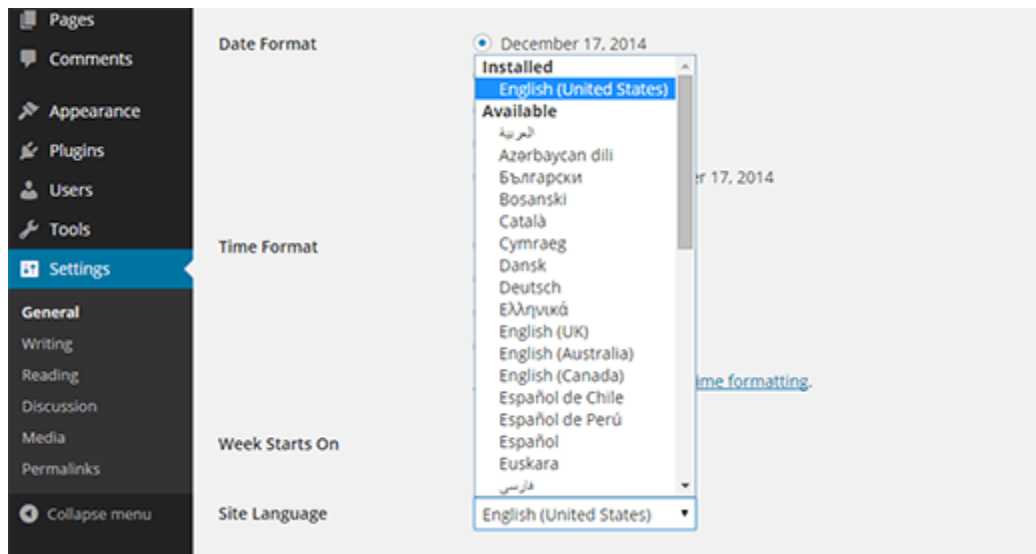 Pages
Comments
Appearance
Plugins
Users
Tools
Settings
General
Writing
Reading
Discussion
Media
Permalinks
Collapse menu
Date Format
December 17, 2014
Installed
English (United States)
Available
العربية
Azərbaycan dili
Български
Bosanski
Català
Cymraeg
Dansk
Deutsch
Ελληνικά
English (UK)
English (Australia)
English (Canada)
Español de Chile
Español de Perú
Español
Euskara
فارسی
r 17, 2014
Time Format
ime formatting.
Week Starts On
Site Language
English (United States)